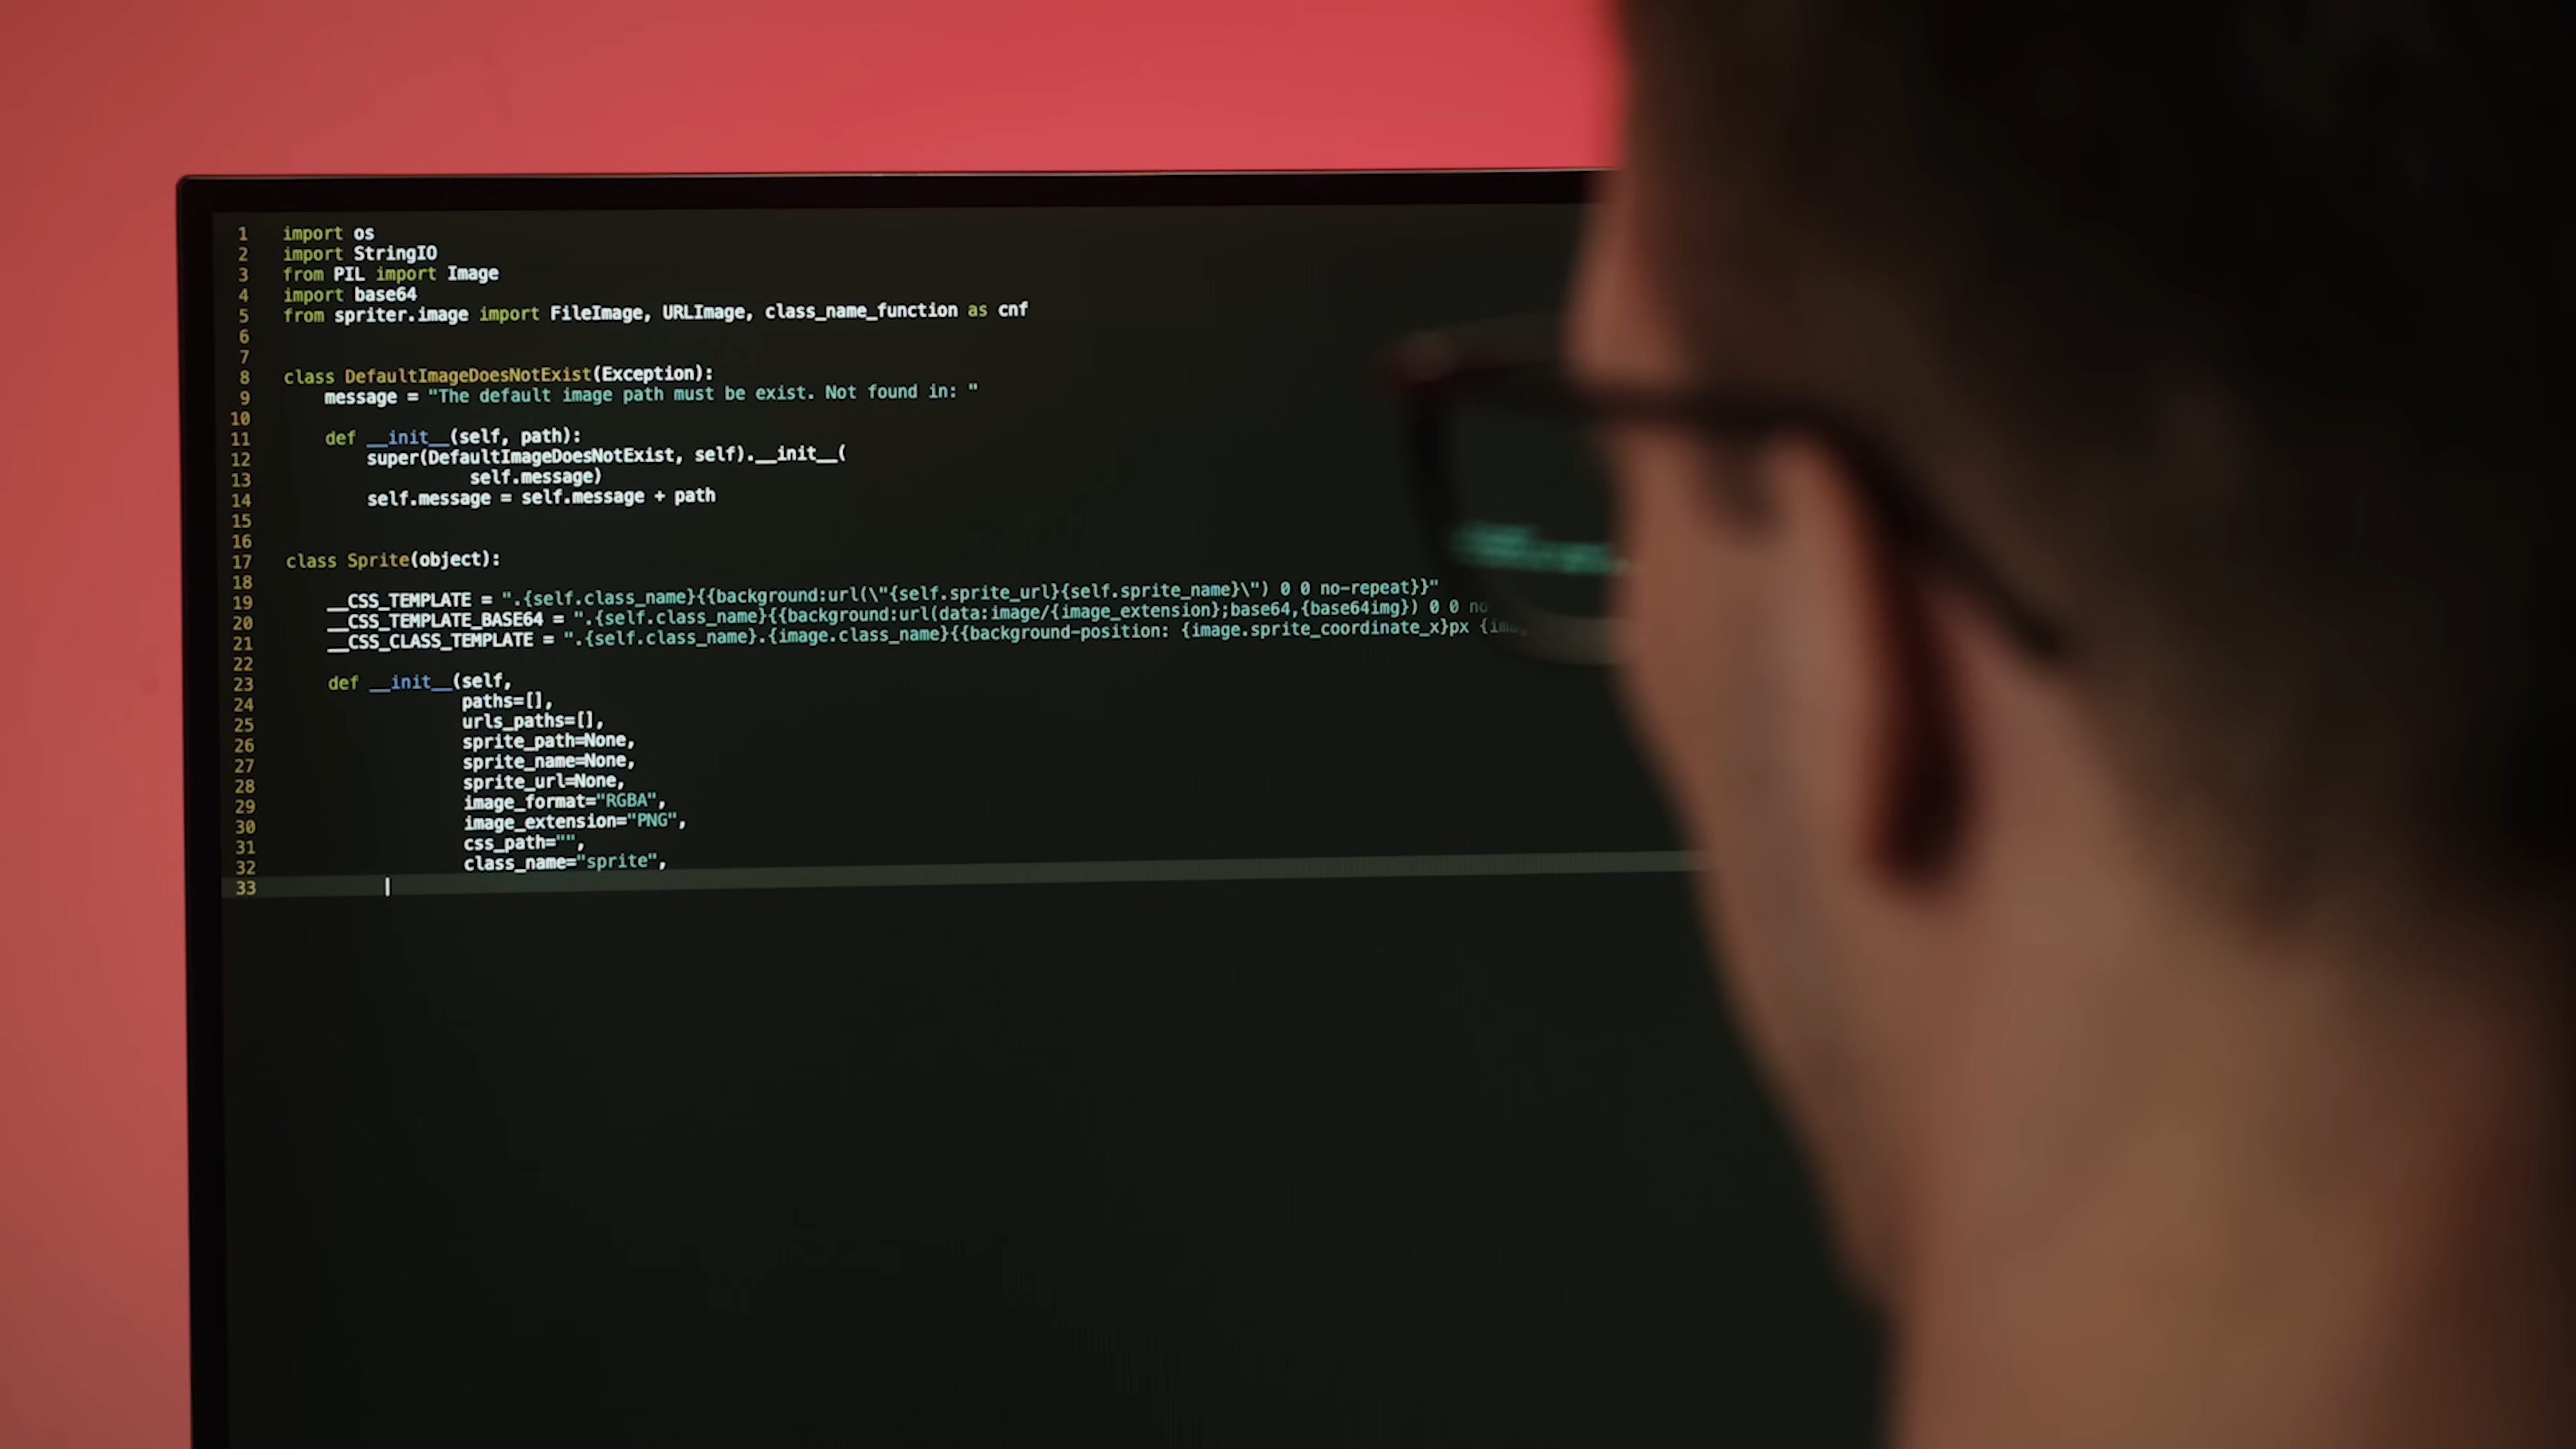 1 import os
2 import StringIO
3 from PIL import Image
4 import base64
5 from spriter.image import FileImage, URLImage, class_name_function as cnf
6
7
8 class DefaultImageDoesNotExist(Exception):
9 message = "The default image path must be exist. Not found in: "
10
11 def __init__(self, path):
12 super(DefaultImageDoesNotExist, self).__init__(
13 self.message)
14 self.message = self.message + path
15
16
17 class Sprite(object):
18
19 __CSS_TEMPLATE = ".{self.class_name}{{background:url(\"{self.sprite_url}{self.sprite_name}\") 0 0 no-repeat}}"
20 __CSS_TEMPLATE_BASE64 = ".{self.class_name}{{background:url(data:image/{image_extension};base64,{base64img}) 0 0 no
21 __CSS_CLASS_TEMPLATE = ".{self.class_name}.{image.class_name}{{background-position: {image.sprite_coordinate_x}px
22
23 def __init__(self,
24 paths=[],
25 urls_paths=[],
26 sprite_path=None,
27 sprite_name=None,
28 sprite_url=None,
29 image_format="RGBA",
30 image_extension="PNG",
31 css_path="",
32 class_name="sprite",
33